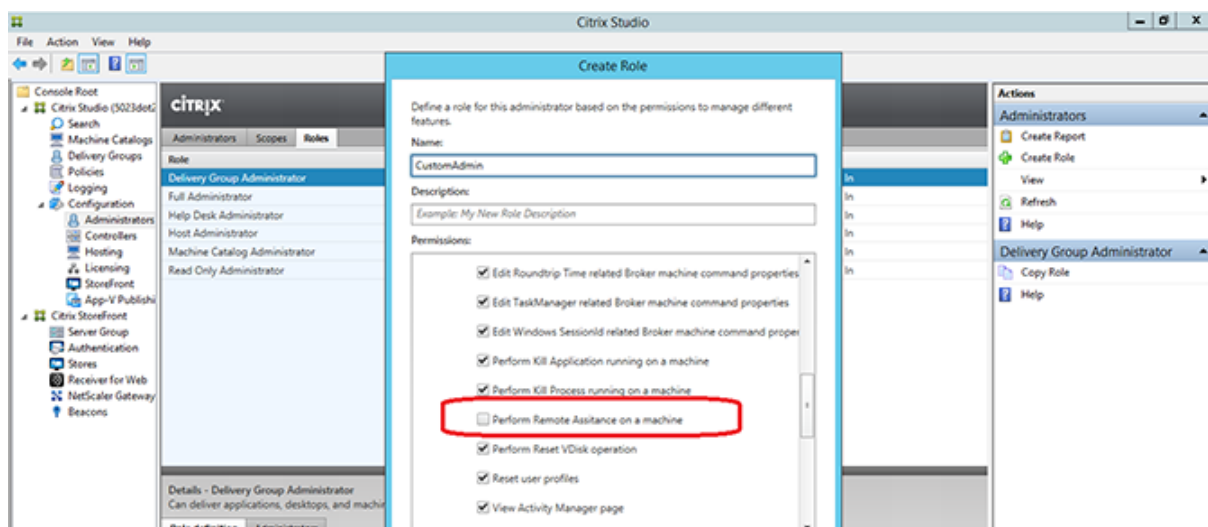 Citrix Studio
File Action View Help
Create Role
Console Root
Citrix Studio (5023det2
Search
Machine Catalogs
Delivery Groups
Policies
Logging
Configuration
Administrators
Controllers
Hosting
Licensing
StoreFront
App-V Publishi
Citrix StoreFront
Server Group
Authentication
Stores
Receiver for Web
NetScaler Gateway
Beacons
CITRIX
Administrators Scopes Roles
Role
Delivery Group Administrator
Full Administrator
Help Desk Administrator
Host Administrator
Machine Catalog Administrator
Read Only Administrator
In
In
In
In
In
In
Details - Delivery Group Administrator
Can deliver applications, desktops, and machin
Role definition Administrators
Define a role for this administrator based on the permissions to manage different
features.
Name:
CustomAdmin
Description:
Example: My New Role Description
Permissions:
Edit Roundtrip Time related Broker machine command properties
Edit TaskManager related Broker machine command properties
Edit Windows SessionId related Broker machine command proper
Perform Kill Application running on a machine
Perform Kill Process running on a machine
Perform Remote Assitance on a machine
Perform Reset VDisk operation
Reset user profiles
View Activity Manager page
Actions
Administrators
Create Report
Create Role
View
Refresh
Help
Delivery Group Administrator
Copy Role
Help